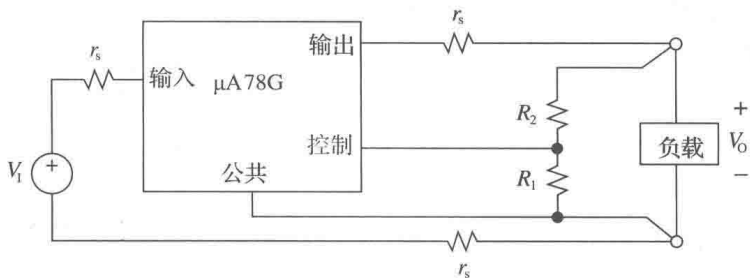 r_s
输出
r_s
输入
μA78G
R_2
+
V_I
+
控制
负载
V_O
公共
R_1
−
r_s